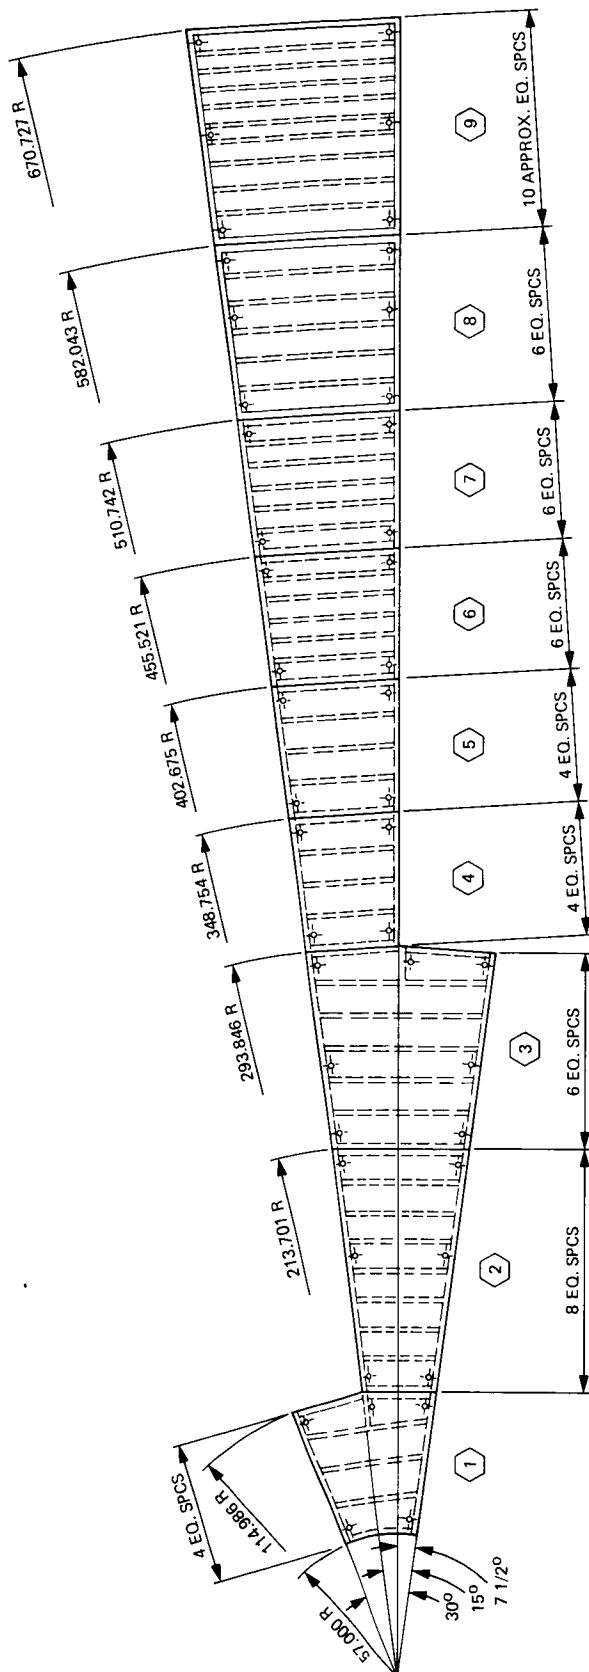 670.727 R
582.043 R
510.742 R
455.521 R
402.675 R
348.754 R
293.846 R
213.701 R
114.986 R
57.000 R
4 EQ. SPCS
9
8
7
6
5
4
3
2
1
10 APPROX. EQ. SPCS
6 EQ. SPCS
6 EQ. SPCS
6 EQ. SPCS
4 EQ. SPCS
4 EQ. SPCS
6 EQ. SPCS
8 EQ. SPCS
30º
15º
7 1/2º